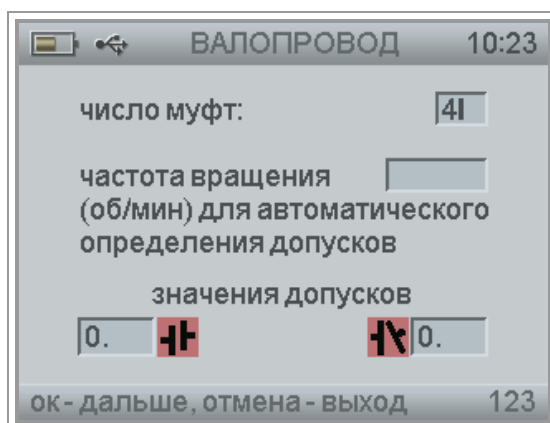 ВАЛОПРОВОД 10:23
число муфт: 4
частота вращения
(об/мин) для автоматического
определения допусков
значения допусков
0. 0.
ок - дальше, отмена - выход 123